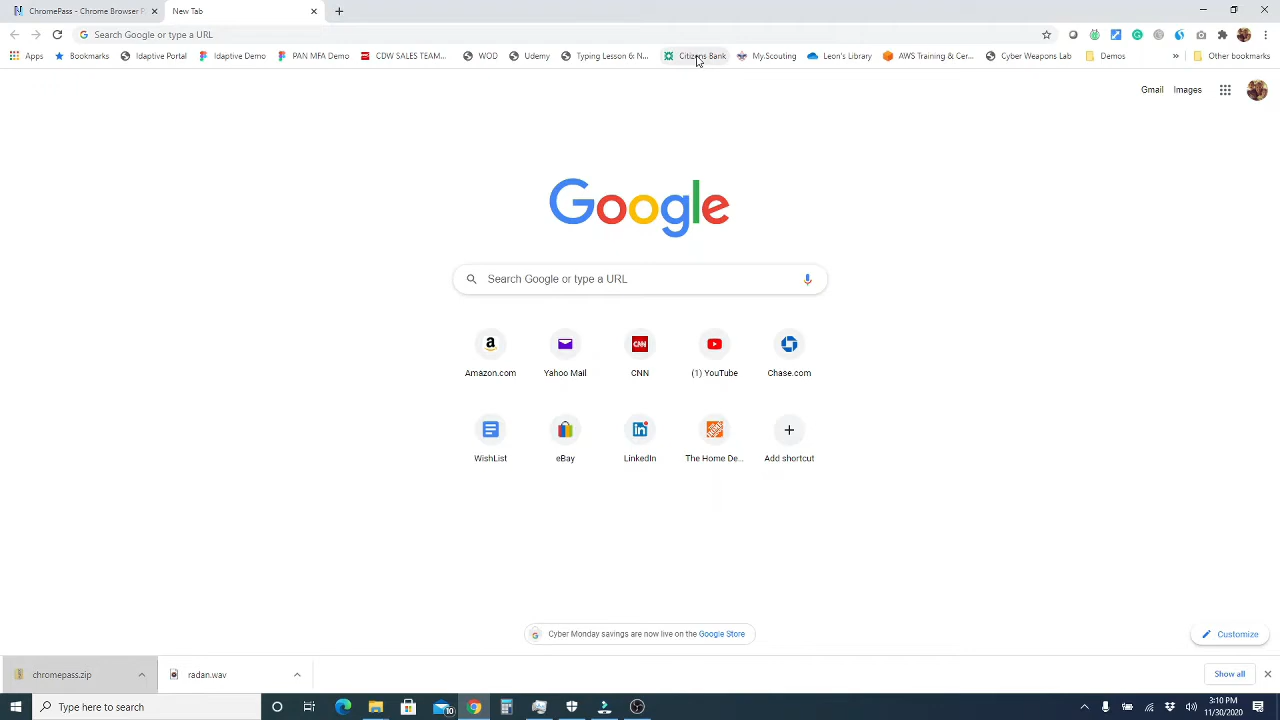 ChromePass - Chrome Browser P
New Tab
Search Google or type a URL
Apps
Bookmarks
Idaptive Portal
Idaptive Demo
PAN MFA Demo
CDW SALES TEAM...
WOD
Udemy
Typing Lesson & N...
Citizens Bank
My.Scouting
Leon's Library
AWS Training & Cer...
Cyber Weapons Lab
Demos
»
Other bookmarks
Gmail
Images
Google
Search Google or type a URL
Amazon.com
Yahoo Mail
CNN
(1) YouTube
Chase.com
WishList
eBay
LinkedIn
The Home De...
Add shortcut
Cyber Monday savings are now live on the Google Store
Customize
chromepass.zip
radan.wav
Show all
Type here to search
10
3:10 PM
11/30/2020